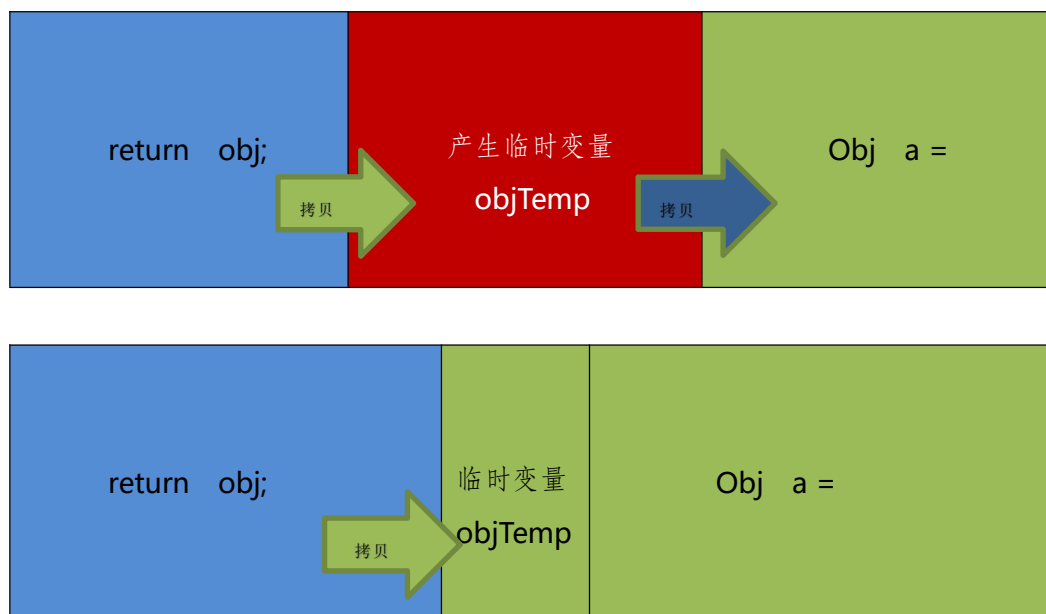 return obj;
产生临时变量
objTemp
Obj a =
拷贝
拷贝
return obj;
临时变量
objTemp
Obj a =
拷贝